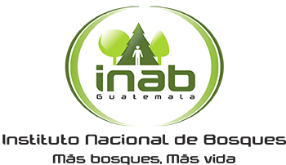 inab
Guatemala
Instituto Nacional de Bosques
Más bosques, Más vida